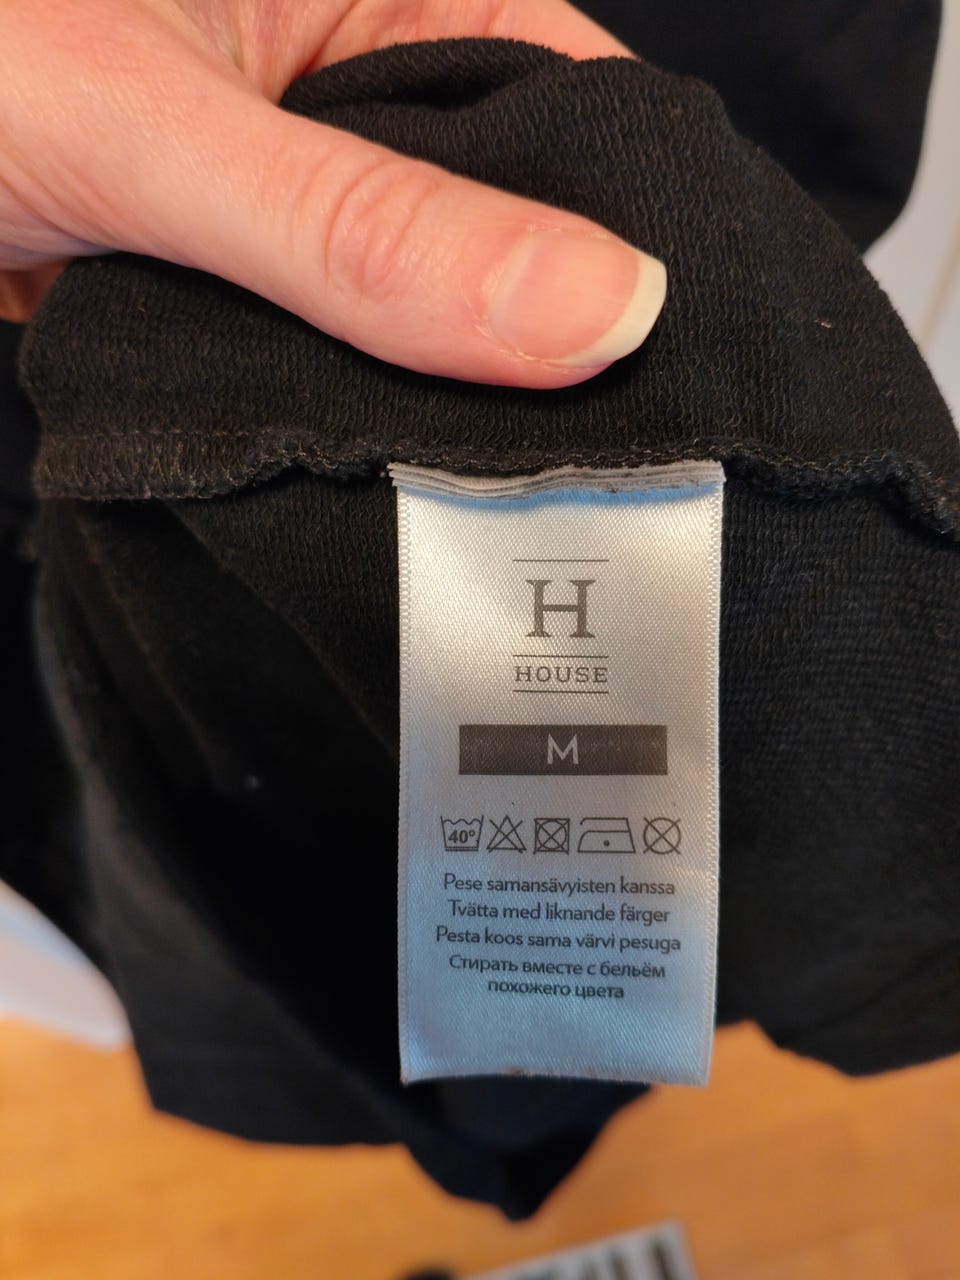 H
HOUSE
M
40°
Pese samansävyisten kanssa
Tvätta med liknande färger
Pesta koos sama värvi pesuga
Стирать вместе с бельём
похожего цвета